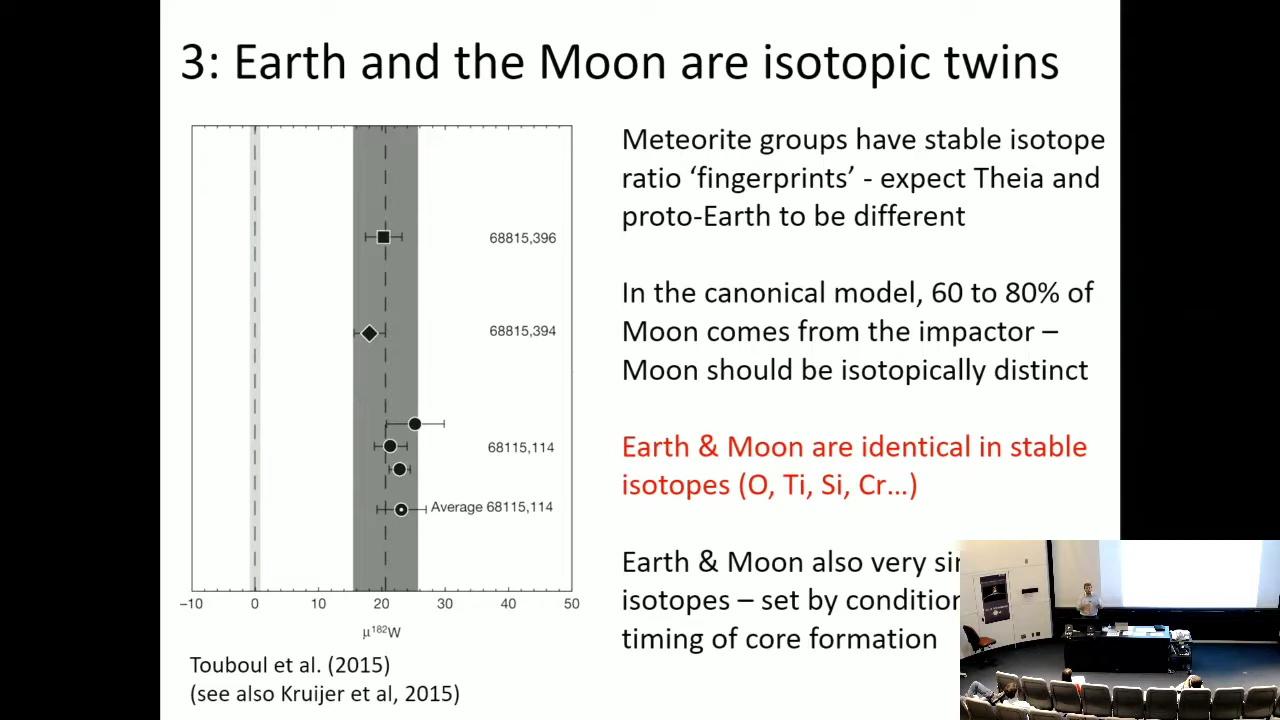 3: Earth and the Moon are isotopic twins
68815,396
68815,394
68115,114
Average 68115,114
−10
0
10
20
30
40
50
μ¹⁸²W
Touboul et al. (2015)
(see also Kruijer et al, 2015)
Meteorite groups have stable isotope
ratio ‘fingerprints’ - expect Theia and
proto-Earth to be different
In the canonical model, 60 to 80% of
Moon comes from the impactor –
Moon should be isotopically distinct
Earth & Moon are identical in stable
isotopes (O, Ti, Si, Cr…)
Earth & Moon also very
isotopes – set by
timing of core formation